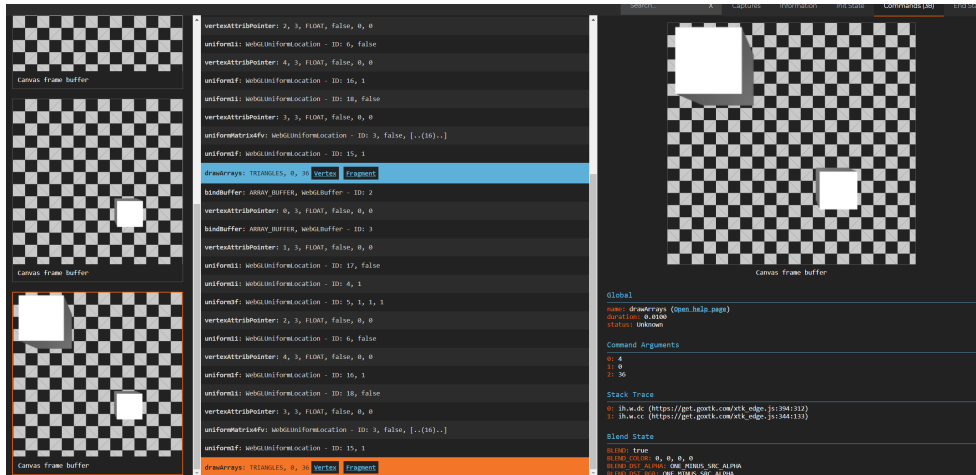 Search... X Captures Information Init State Commands (38) End Sta
Canvas frame buffer
Canvas frame buffer
Canvas frame buffer
vertexAttribPointer: 2, 3, FLOAT, false, 0, 0
uniform1i: WebGLUniformLocation - ID: 6, false
vertexAttribPointer: 4, 3, FLOAT, false, 0, 0
uniform1f: WebGLUniformLocation - ID: 16, 1
uniform1i: WebGLUniformLocation - ID: 18, false
vertexAttribPointer: 3, 3, FLOAT, false, 0, 0
uniformMatrix4fv: WebGLUniformLocation - ID: 3, false, [..(16)..]
uniform1f: WebGLUniformLocation - ID: 15, 1
drawArrays: TRIANGLES, 0, 36 Vertex Fragment
bindBuffer: ARRAY_BUFFER, WebGLBuffer - ID: 2
vertexAttribPointer: 0, 3, FLOAT, false, 0, 0
bindBuffer: ARRAY_BUFFER, WebGLBuffer - ID: 3
vertexAttribPointer: 1, 3, FLOAT, false, 0, 0
uniform1i: WebGLUniformLocation - ID: 17, false
uniform1i: WebGLUniformLocation - ID: 4, 1
uniform3f: WebGLUniformLocation - ID: 5, 1, 1, 1
vertexAttribPointer: 2, 3, FLOAT, false, 0, 0
uniform1i: WebGLUniformLocation - ID: 6, false
vertexAttribPointer: 4, 3, FLOAT, false, 0, 0
uniform1f: WebGLUniformLocation - ID: 16, 1
uniform1i: WebGLUniformLocation - ID: 18, false
vertexAttribPointer: 3, 3, FLOAT, false, 0, 0
uniformMatrix4fv: WebGLUniformLocation - ID: 3, false, [..(16)..]
uniform1f: WebGLUniformLocation - ID: 15, 1
drawArrays: TRIANGLES, 0, 36 Vertex Fragment
Canvas frame buffer
Global
name: drawArrays (Open help page)
duration: 0.0100
status: Unknown
Command Arguments
0: 4
1: 0
2: 36
Stack Trace
0: ih.w.dc (https://get.goxtk.com/xtk_edge.js:394:312)
1: ih.w.cc (https://get.goxtk.com/xtk_edge.js:344:133)
Blend State
BLEND: true
BLEND_COLOR: 0, 0, 0, 0
BLEND_DST_ALPHA: ONE_MINUS_SRC_ALPHA
BLEND_DST_RGB: ONE_MINUS_SRC_ALPHA